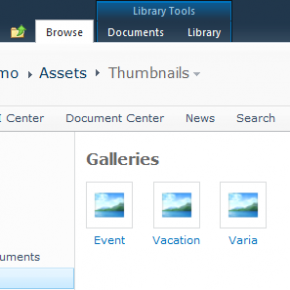 Library Tools
Browse Documents Library
mo Assets Thumbnails
Center Document Center News Search
Galleries
Event Vacation Varia
uments